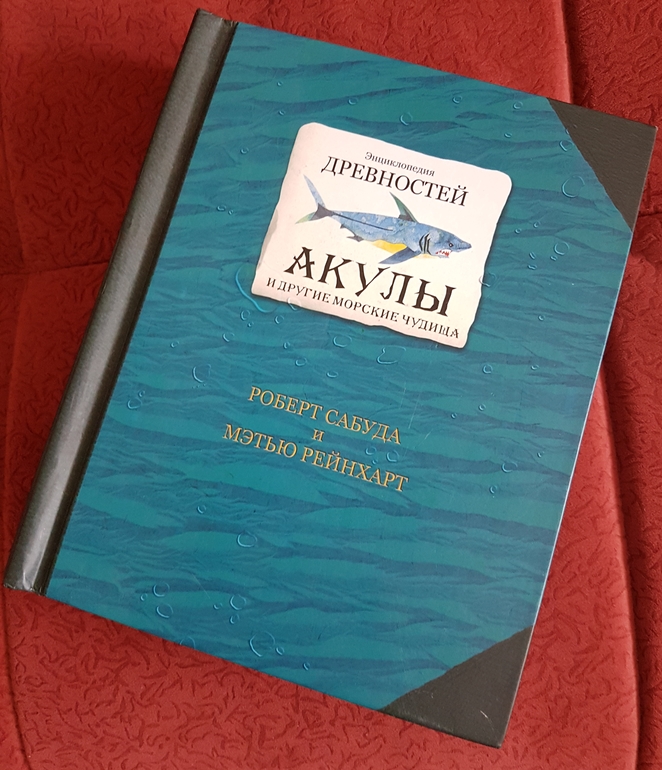 Энциклопедия
ДРЕВНОСТЕЙ
АКУЛЫ
И ДРУГИЕ МОРСКИЕ ЧУДИЩА
РОБЕРТ САБУДА
и
МЭТЬЮ РЕЙНХАРТ